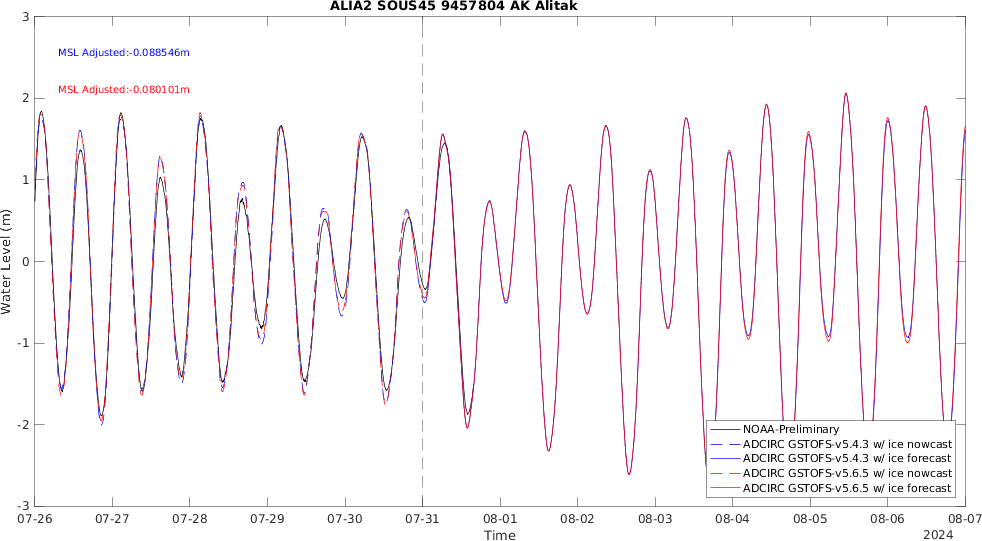 ALIA2 SOUS45 9457804 AK Alitak
3
MSL Adjusted:-0.088546m
MSL Adjusted:-0.080101m
2
1
0
-1
-2
-3
Water Level (m)
NOAA-Preliminary
ADCIRC GSTOFS-v5.4.3 w/ ice nowcast
ADCIRC GSTOFS-v5.4.3 w/ ice forecast
ADCIRC GSTOFS-v5.6.5 w/ ice nowcast
ADCIRC GSTOFS-v5.6.5 w/ ice forecast
07-26 07-27 07-28 07-29 07-30 07-31 08-01 08-02 08-03 08-04 08-05 08-06 08-07
Time
2024